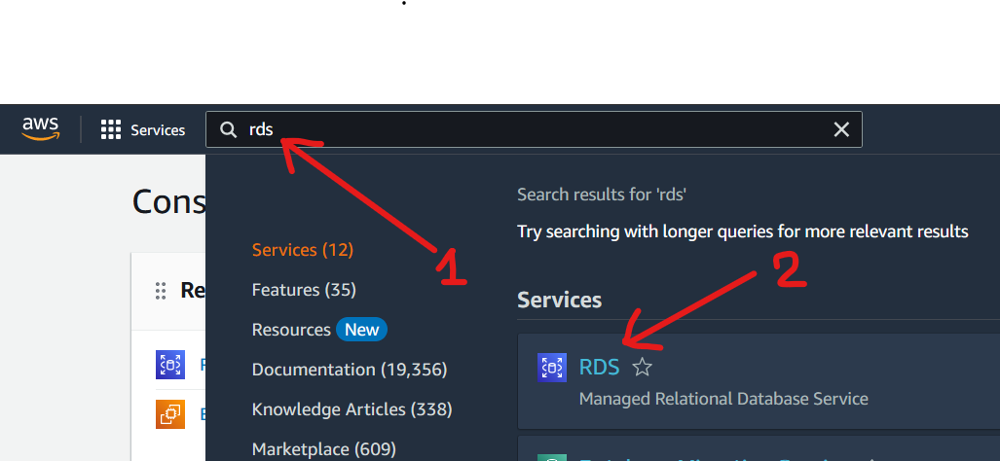 aws
Services
rds
Cons
Search results for 'rds'
Try searching with longer queries for more relevant results
Services (12)
1
2
Features (35)
Re
Services
Resources New
RDS
Documentation (19,356)
Managed Relational Database Service
Knowledge Articles (338)
Marketplace (609)